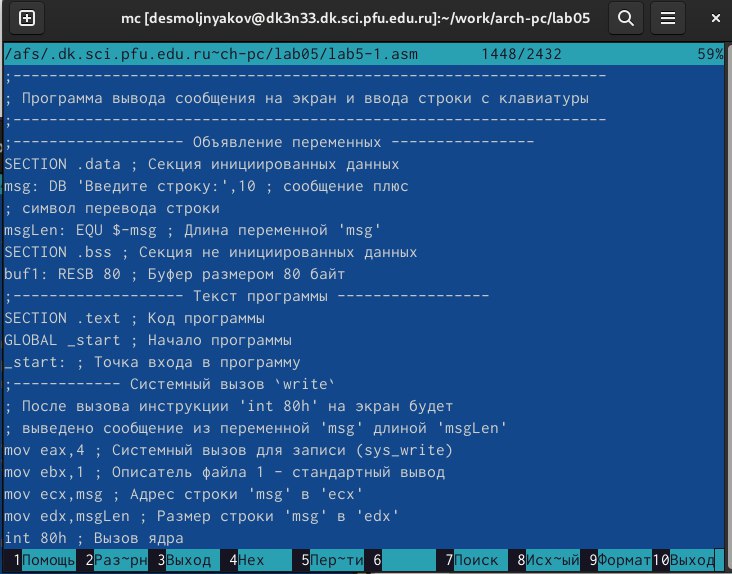 mc [desmoljnyakov@dk3n33.dk.sci.pfu.edu.ru]:~/work/arch-pc/lab05
/afs/.dk.sci.pfu.edu.ru~ch-pc/lab05/lab5-1.asm 1448/2432 59%
;------------------------------------------------------------------
; Программа вывода сообщения на экран и ввода строки с клавиатуры
;------------------------------------------------------------------
;------------------- Объявление переменных ----------------
SECTION .data ; Секция инициированных данных
msg: DB 'Введите строку:',10 ; сообщение плюс
; символ перевода строки
msgLen: EQU $-msg ; Длина переменной 'msg'
SECTION .bss ; Секция не инициированных данных
buf1: RESB 80 ; Буфер размером 80 байт
;------------------- Текст программы -----------------
SECTION .text ; Код программы
GLOBAL _start ; Начало программы
_start: ; Точка входа в программу
;------------ Системный вызов `write`
; После вызова инструкции 'int 80h' на экран будет
; выведено сообщение из переменной 'msg' длиной 'msgLen'
mov eax,4 ; Системный вызов для записи (sys_write)
mov ebx,1 ; Описатель файла 1 - стандартный вывод
mov ecx,msg ; Адрес строки 'msg' в 'ecx'
mov edx,msgLen ; Размер строки 'msg' в 'edx'
int 80h ; Вызов ядра
1Помощь 2Раз~рн 3Выход 4Hex 5Пер~ти 6 7Поиск 8Исх~ый 9Формат 10Выход